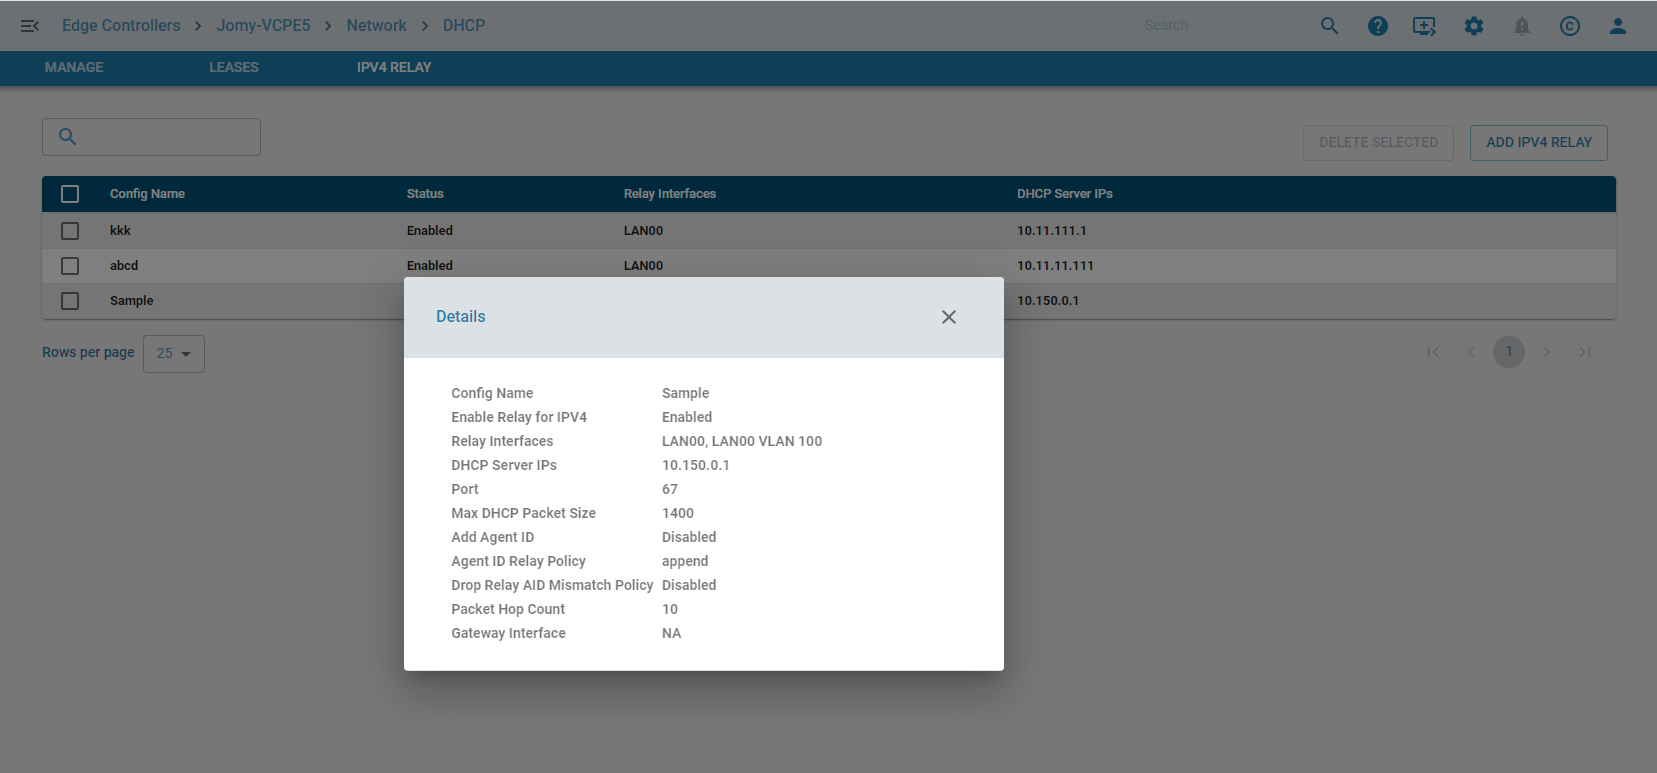 Edge Controllers > Jomy-VCPE5 > Network > DHCP Search
MANAGE LEASES IPV4 RELAY
DELETE SELECTED ADD IPV4 RELAY
Config Name Status Relay Interfaces DHCP Server IPs
kkk Enabled LAN00 10.11.111.1
abcd Enabled LAN00 10.11.11.111
Sample 10.150.0.1
Rows per page 25 1
Details
Config Name Sample
Enable Relay for IPV4 Enabled
Relay Interfaces LAN00, LAN00 VLAN 100
DHCP Server IPs 10.150.0.1
Port 67
Max DHCP Packet Size 1400
Add Agent ID Disabled
Agent ID Relay Policy append
Drop Relay AID Mismatch Policy Disabled
Packet Hop Count 10
Gateway Interface NA